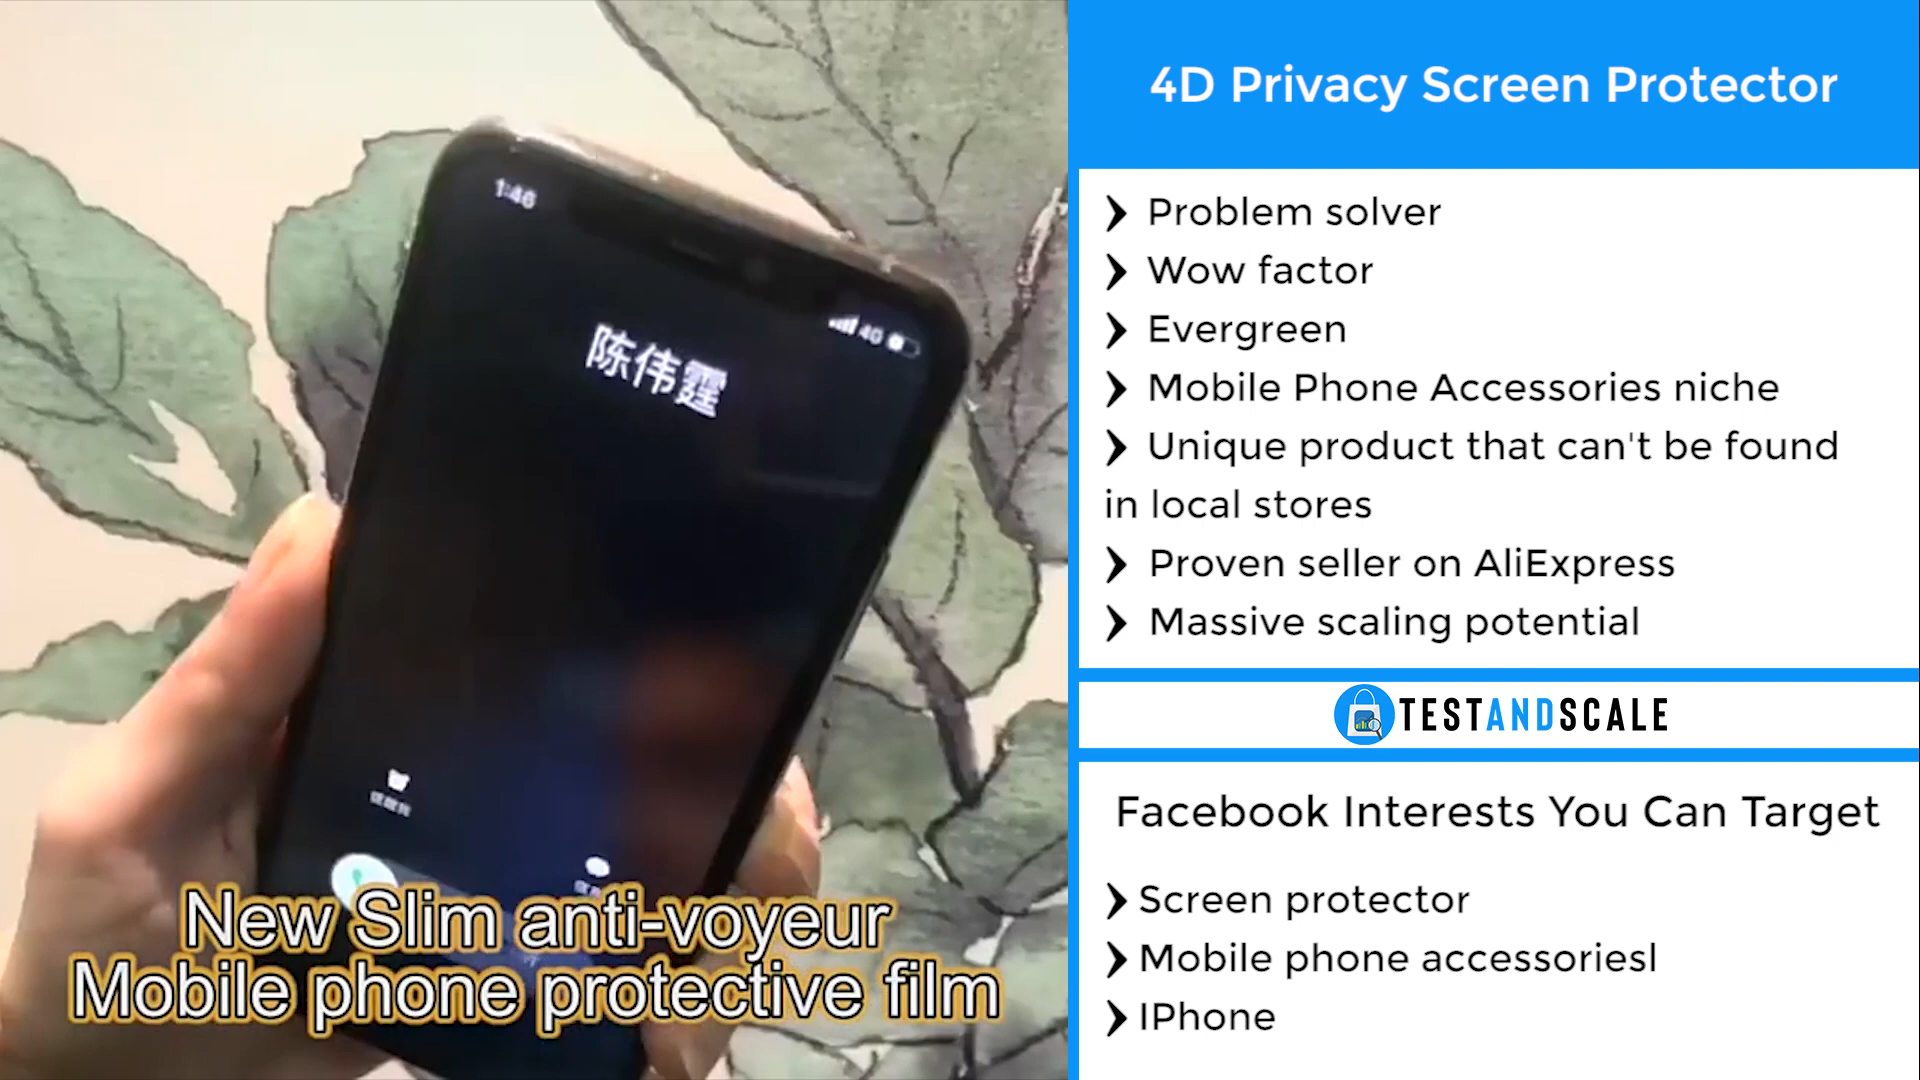 1:46
4G
陈伟霆
New Slim anti-voyeur
Mobile phone protective film
4D Privacy Screen Protector
Problem solver
Wow factor
Evergreen
Mobile Phone Accessories niche
Unique product that can't be found
in local stores
Proven seller on AliExpress
Massive scaling potential
TESTANDSCALE
Facebook Interests You Can Target
Screen protector
Mobile phone accessoriesl
IPhone